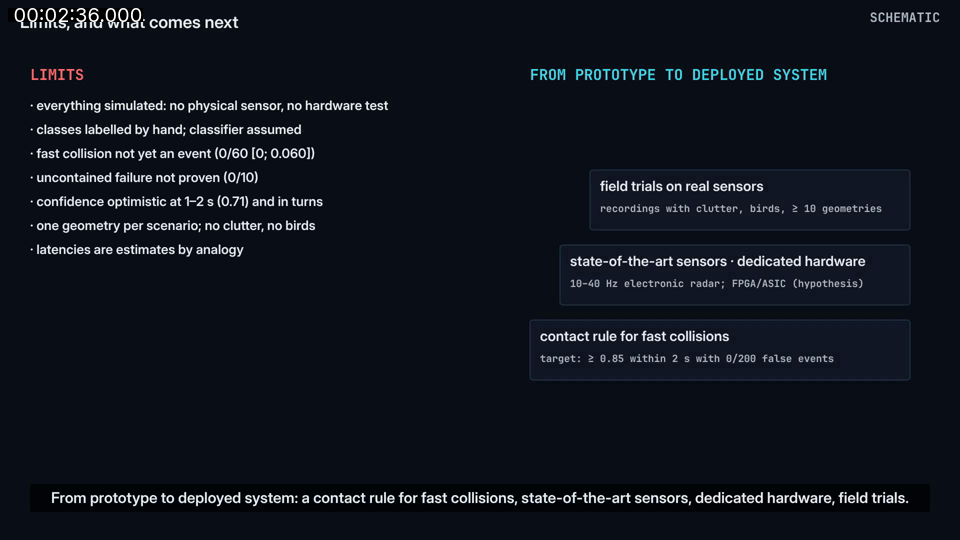 00:02:36.000
Limits, and what comes next
SCHEMATIC
LIMITS
· everything simulated: no physical sensor, no hardware test
· classes labelled by hand; classifier assumed
· fast collision not yet an event (0/60 [0; 0.060])
· uncontained failure not proven (0/10)
· confidence optimistic at 1–2 s (0.71) and in turns
· one geometry per scenario; no clutter, no birds
· latencies are estimates by analogy
FROM PROTOTYPE TO DEPLOYED SYSTEM
field trials on real sensors
recordings with clutter, birds, ≥ 10 geometries
state-of-the-art sensors · dedicated hardware
10–40 Hz electronic radar; FPGA/ASIC (hypothesis)
contact rule for fast collisions
target: ≥ 0.85 within 2 s with 0/200 false events
From prototype to deployed system: a contact rule for fast collisions, state-of-the-art sensors, dedicated hardware, field trials.